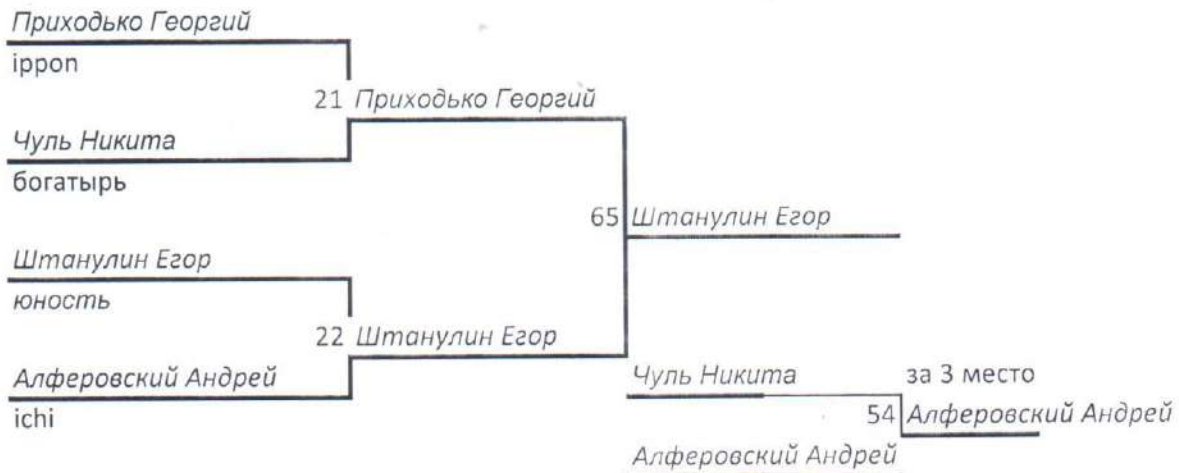 Приходько Георгий
ippon
21 Приходько Георгий
Чуль Никита
богатырь
65 Штанулин Егор
Штанулин Егор
юность
22 Штанулин Егор
Алферовский Андрей
ichi
Чуль Никита за 3 место
54 Алферовский Андрей
Алферовский Андрей